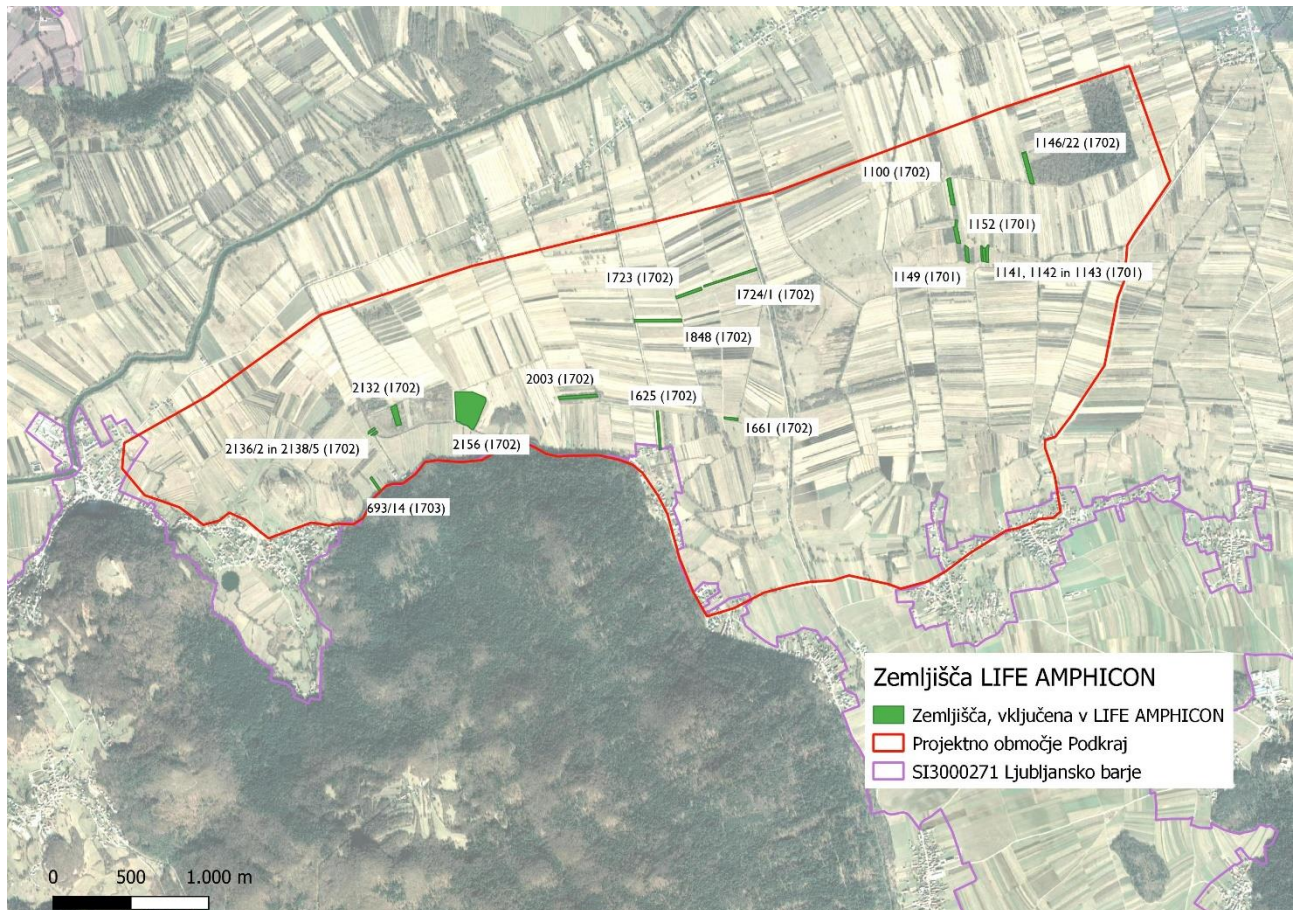 1146/22 (1702)
1100 (1702)
1152 (1701)
1149 (1701)
1141, 1142 in 1143 (1701)
1723 (1702)
1724/1 (1702)
1848 (1702)
2132 (1702)
2003 (1702)
1625 (1702)
1661 (1702)
2136/2 in 2138/5 (1702)
2156 (1702)
693/14 (1703)
Zemljišča LIFE AMPHICON
Zemljišča, vključena v LIFE AMPHICON
Projektno območje Podkraj
SI3000271 Ljubljansko barje
0 500 1.000 m